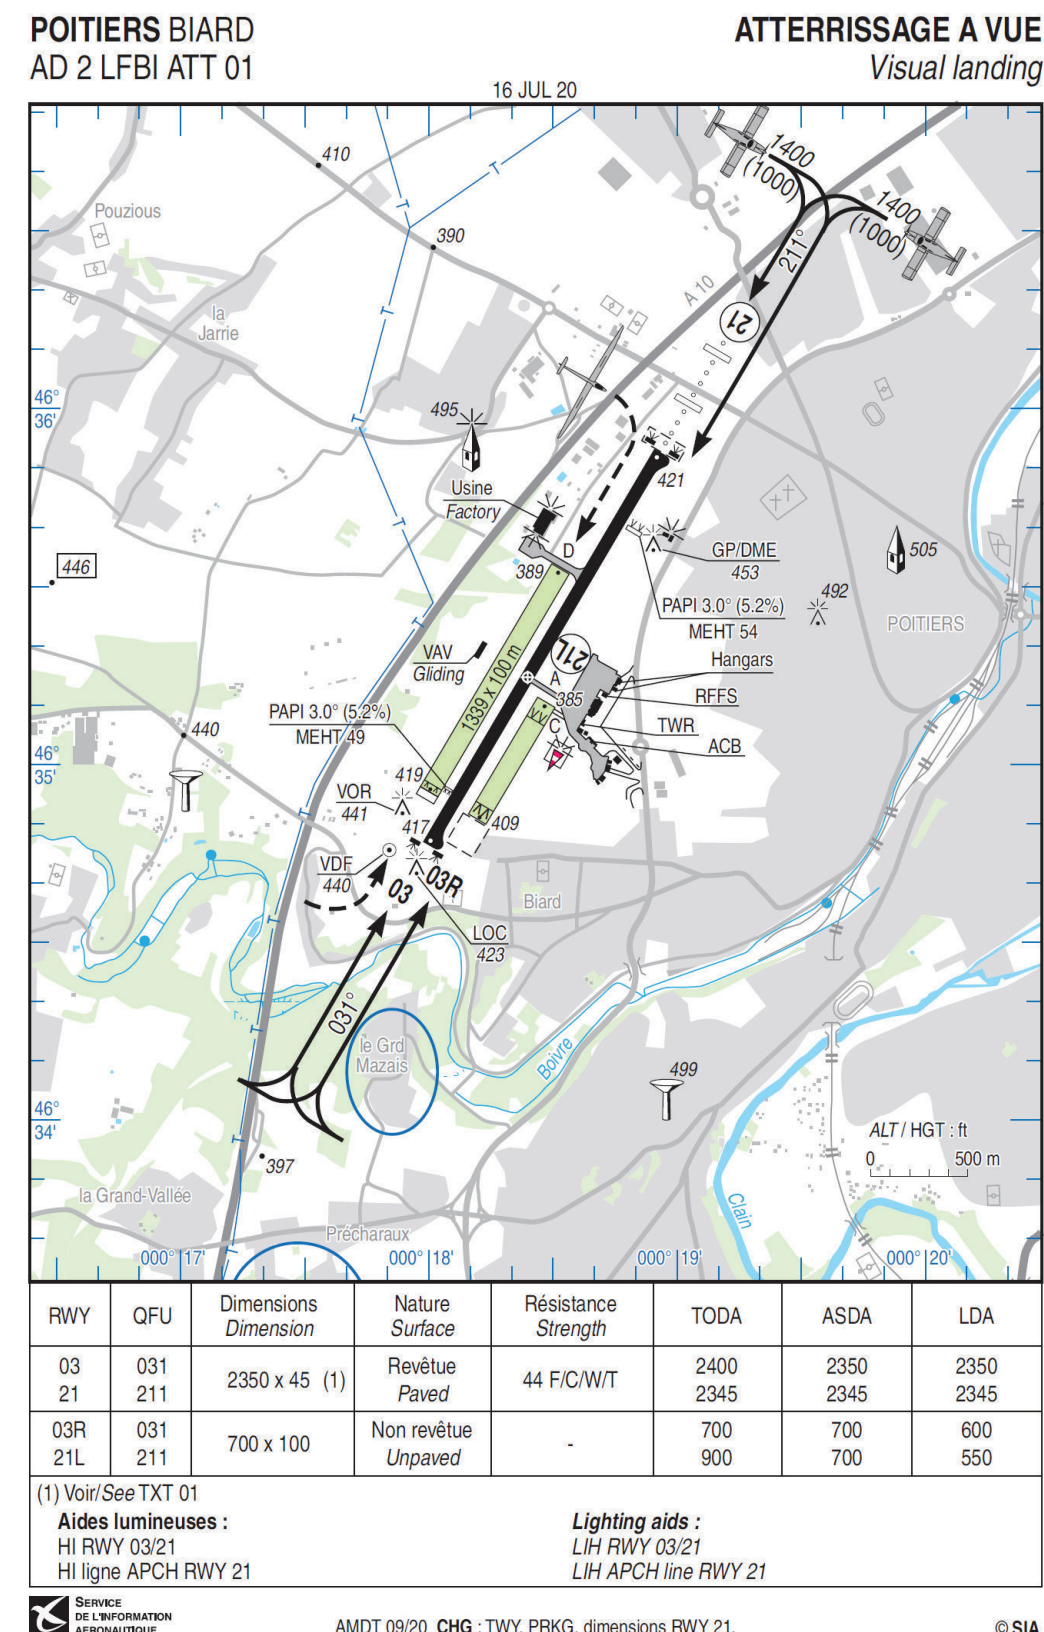 POITIERS BIARD
AD 2 LFBI ATT 01
ATTERRISSAGE A VUE
Visual landing
16 JUL 20
410
1400
(1000)
Pouzious
1400
(1000)
390
211°
A 10
la
Jarrie
21
46°
36'
495
421
Usine
Factory
D
GP/DME
453
505
446
389
492
PAPI 3.0° (5.2%)
MEHT 54
POITIERS
VAV
Gliding
21L
Hangars
1339 x 100 m
A
385
RFFS
PAPI 3.0° (5.2%)
MEHT 49
C
TWR
440
ACB
46°
35'
419
VOR
441
417
409
VDF
440
03
03R
Biard
LOC
423
031°
le Grd
Mazais
Boivre
499
46°
34'
ALT / HGT : ft
0
500 m
397
la Grand-Vallée
Clain
Précharaux
000° 17'
000° 18'
000° 19'
000° 20'
T
T
T
T
T
T
T
T
T
T
T
T
RWY QFU Dimensions Nature Résistance TODA ASDA LDA
Dimension Surface Strength
03 031 2350 x 45 (1) Revêtue 44 F/C/W/T 2400 2350 2350
21 211 Paved 2345 2345 2345
03R 031 700 x 100 Non revêtue - 700 700 600
21L 211 Unpaved 900 700 550
(1) Voir/See TXT 01
Aides lumineuses : Lighting aids :
HI RWY 03/21 LIH RWY 03/21
HI ligne APCH RWY 21 LIH APCH line RWY 21
SERVICE
DE L'INFORMATION
AERONAUTIQUE
AMDT 09/20 CHG : TWY, PRKG, dimensions RWY 21.
© SIA